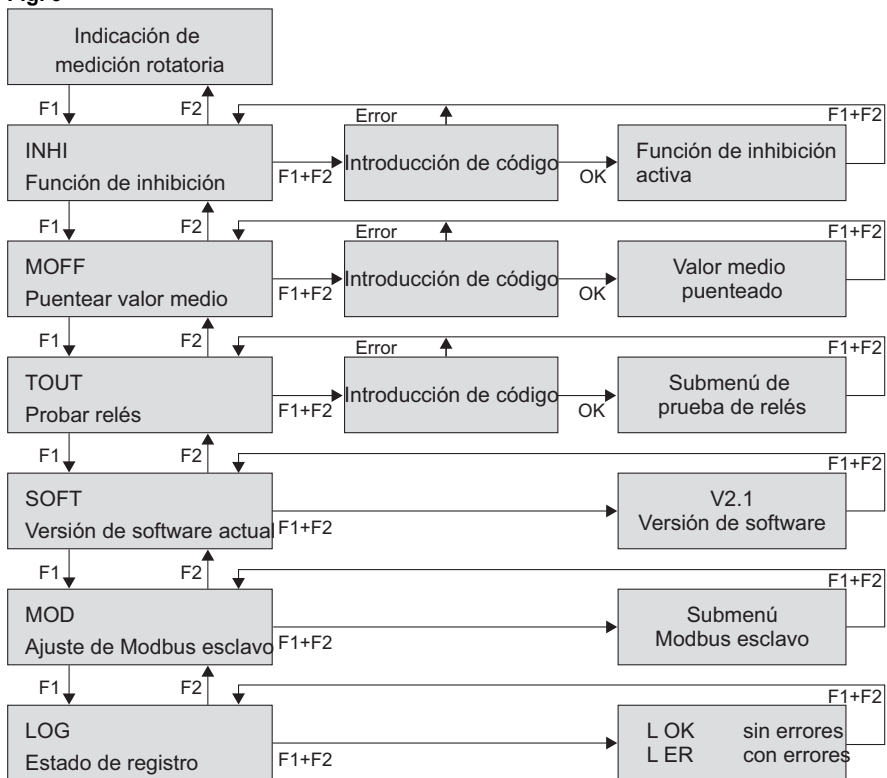 Indicación de
medición rotatoria
F1 F2 Error F1+F2
INHI
Función de inhibición
F1+F2
Introducción de código
OK
Función de inhibición
activa
F1 F2 Error F1+F2
MOFF
Puentear valor medio
F1+F2
Introducción de código
OK
Valor medio
puenteado
F1 F2 Error F1+F2
TOUT
Probar relés
F1+F2
Introducción de código
OK
Submenú de
prueba de relés
F1 F2 F1+F2
SOFT
Versión de software actual
F1+F2
V2.1
Versión de software
F1 F2 F1+F2
MOD
Ajuste de Modbus esclavo
F1+F2
Submenú
Modbus esclavo
F1 F2 F1+F2
LOG
Estado de registro
F1+F2
L OK sin errores
L ER con errores